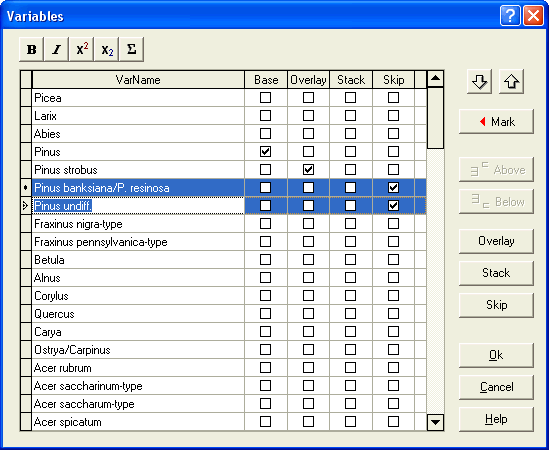 Variables
B I X2 X2 Σ
VarName Base Overlay Stack Skip
Picea
Larix
Abies
Pinus
Pinus strobus
Pinus banksiana/P. resinosa
Pinus undiff.
Fraxinus nigra-type
Fraxinus pennsylvanica-type
Betula
Alnus
Corylus
Quercus
Carya
Ostrya/Carpinus
Acer rubrum
Acer saccharinum-type
Acer saccharum-type
Acer spicatum
Mark
Above
Below
Overlay
Stack
Skip
Ok
Cancel
Help